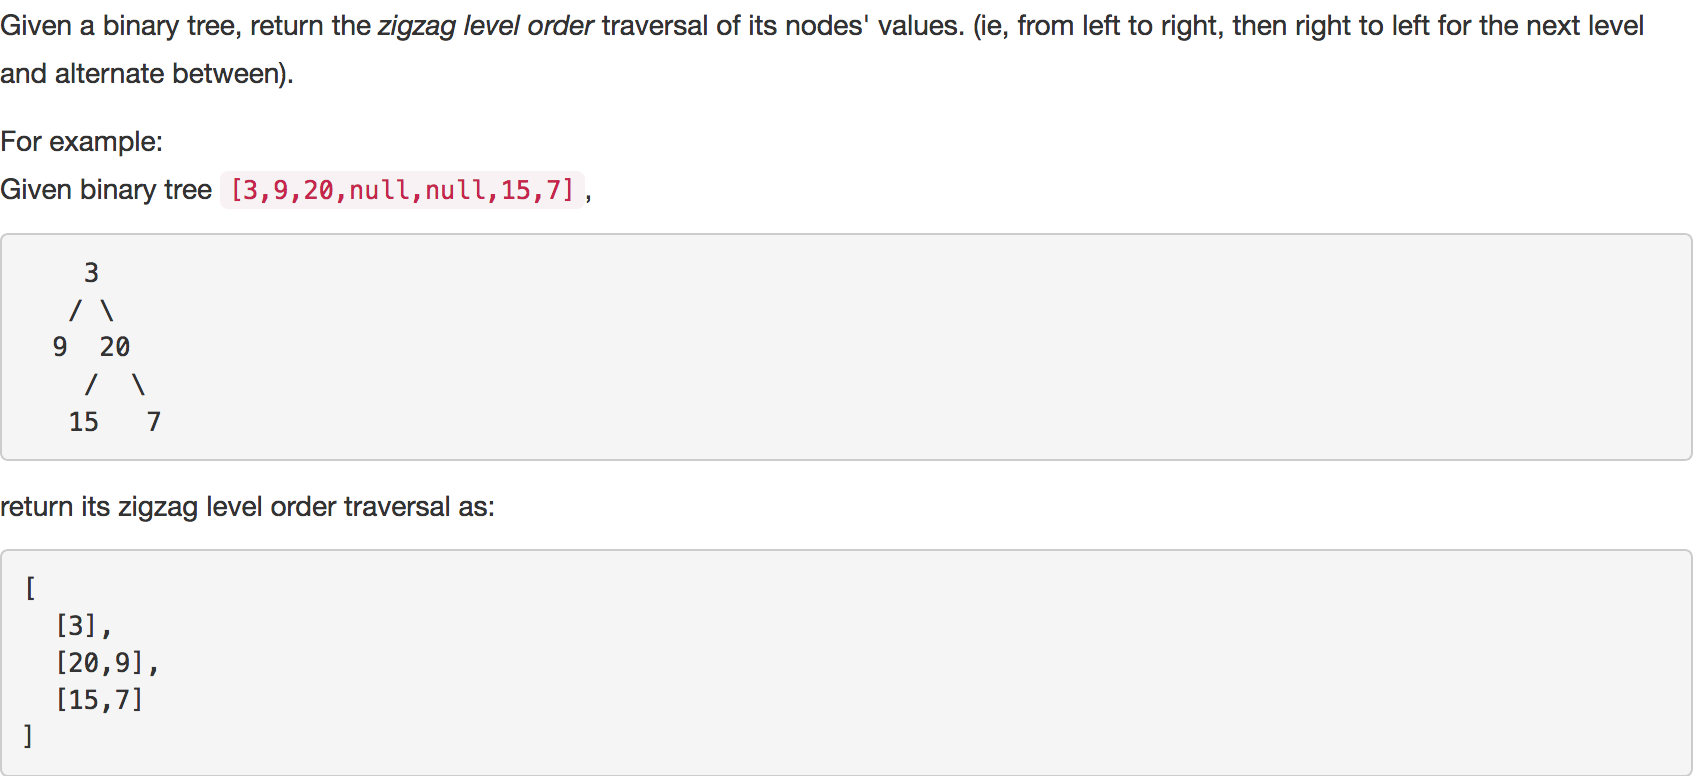 Given a binary tree, return the zigzag level order traversal of its nodes' values. (ie, from left to right, then right to left for the next level
and alternate between).
For example:
Given binary tree [3,9,20,null,null,15,7],
    3
   / \
  9  20
    /  \
   15   7
return its zigzag level order traversal as:
[
  [3],
  [20,9],
  [15,7]
]